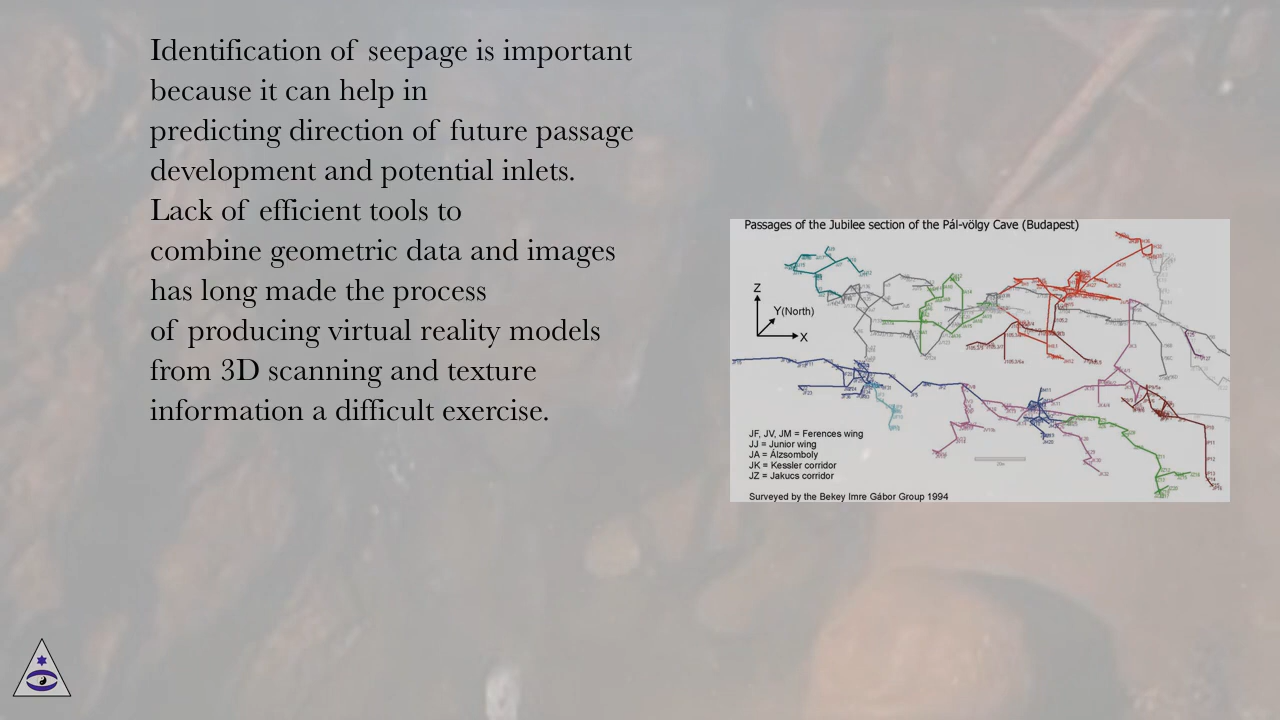 Identification of seepage is important
because it can help in
predicting direction of future passage
development and potential inlets.
Lack of efficient tools to
combine geometric data and images
has long made the process
of producing virtual reality models
from 3D scanning and texture
information a difficult exercise.
Passages of the Jubilee section of the Pál-völgy Cave (Budapest)
Z
Y(North)
X
JF, JV, JM = Ferences wing
JJ = Junior wing
JA = Álzsomboly
JK = Kessler corridor
JZ = Jakucs corridor
Surveyed by the Bekey Imre Gábor Group 1994